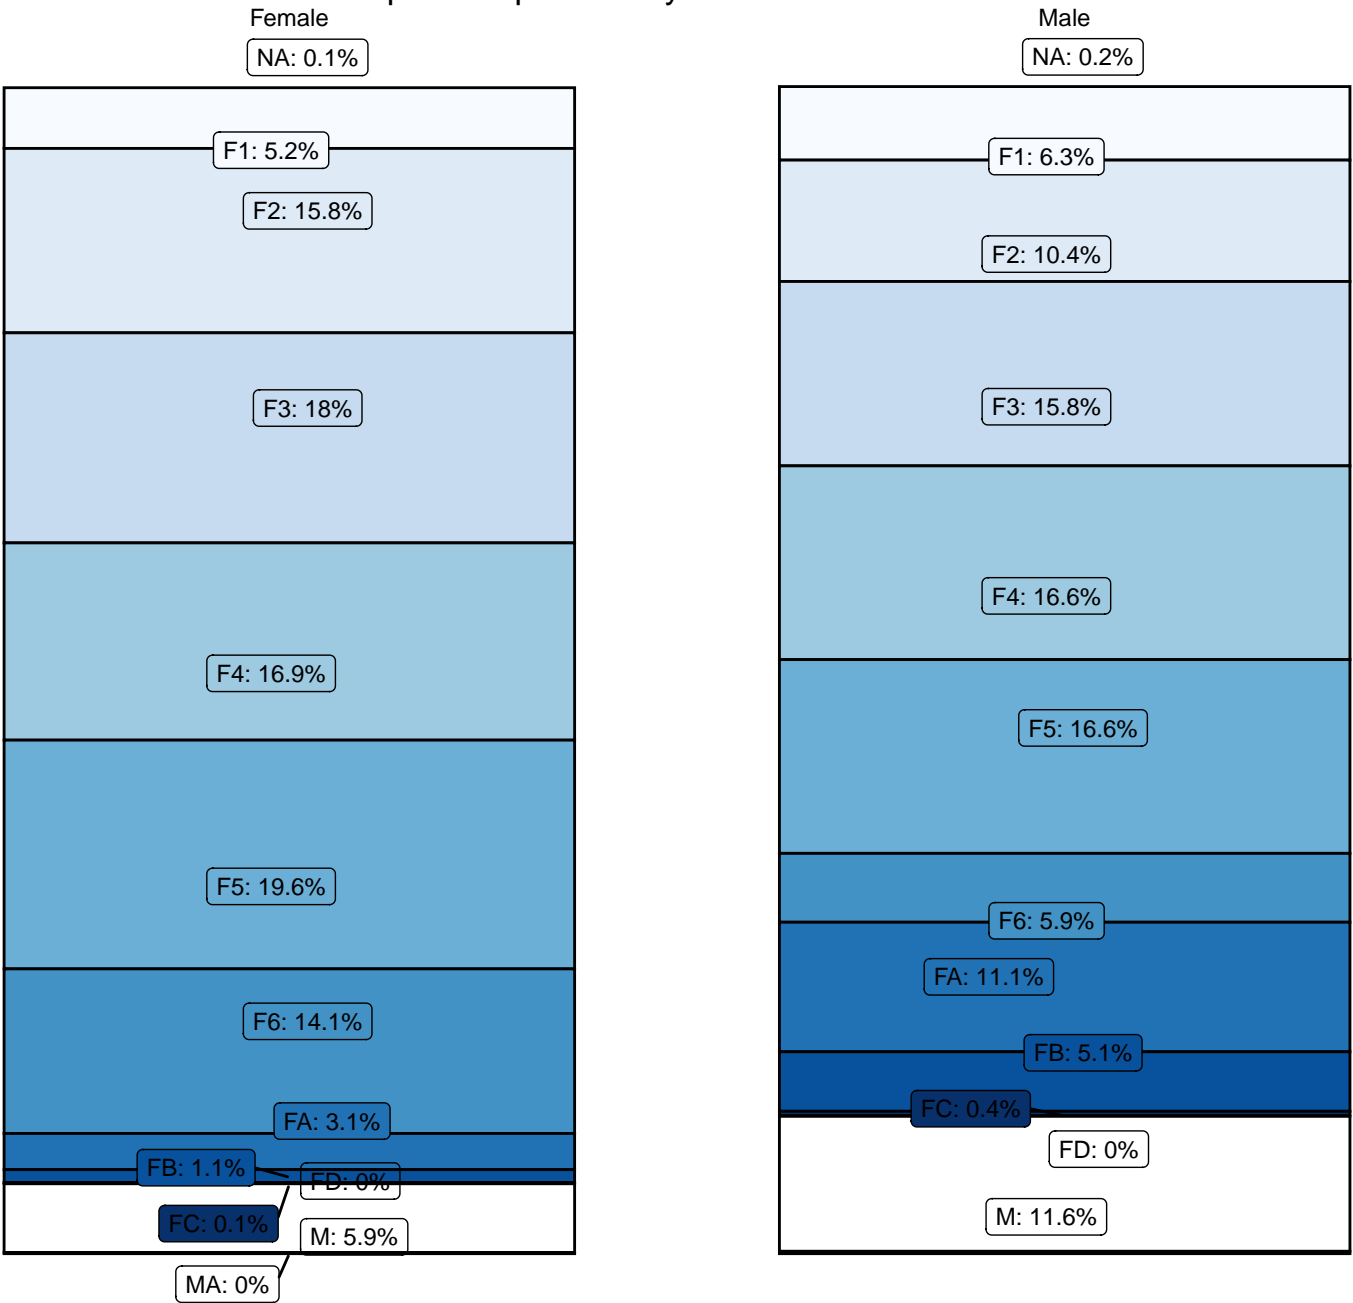 Female
NA: 0.1%
F1: 5.2%
F2: 15.8%
F3: 18%
F4: 16.9%
F5: 19.6%
F6: 14.1%
FA: 3.1%
FB: 1.1%
FD: 0%
FC: 0.1%
M: 5.9%
MA: 0%
Male
NA: 0.2%
F1: 6.3%
F2: 10.4%
F3: 15.8%
F4: 16.6%
F5: 16.6%
F6: 5.9%
FA: 11.1%
FB: 5.1%
FC: 0.4%
FD: 0%
M: 11.6%